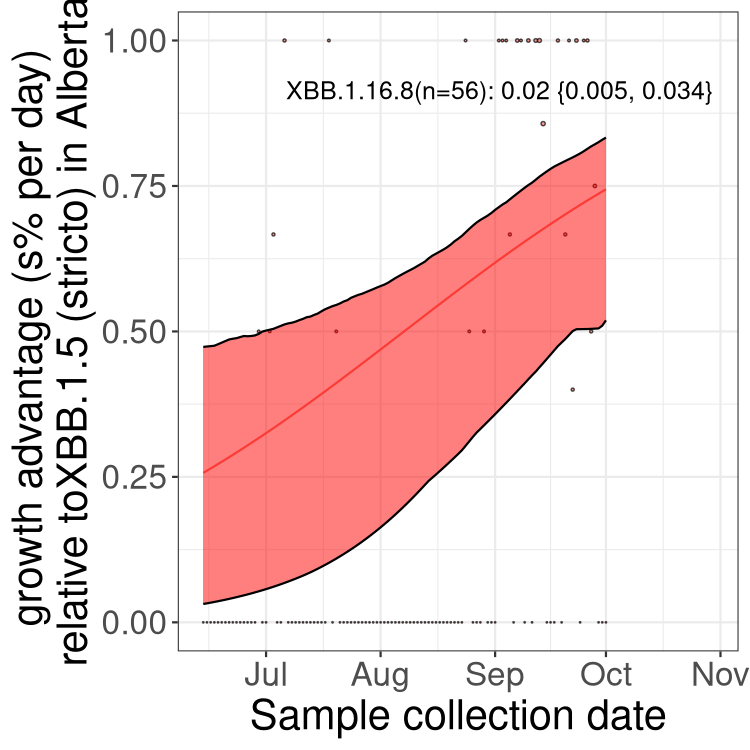 growth advantage (s% per day)
relative toXBB.1.5 (stricto) in Alberta
1.00
0.75
0.50
0.25
0.00
XBB.1.16.8(n=56): 0.02 {0.005, 0.034}
Jul Aug Sep Oct Nov
Sample collection date